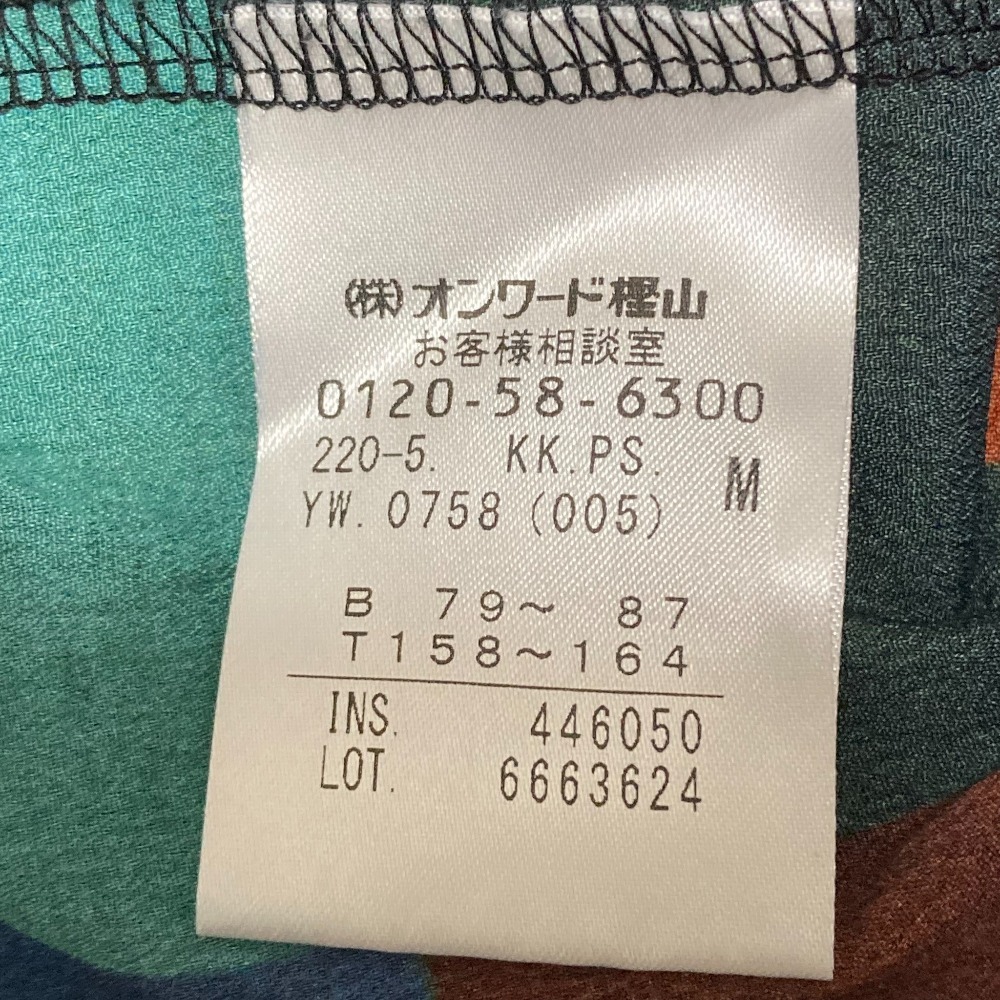 (株)オンワード樫山
お客様相談室
0120-58-6300
220-5. KK.PS. M
YW. 0758 (005)
B 79～ 87
T158～164
INS. 446050
LOT. 6663624